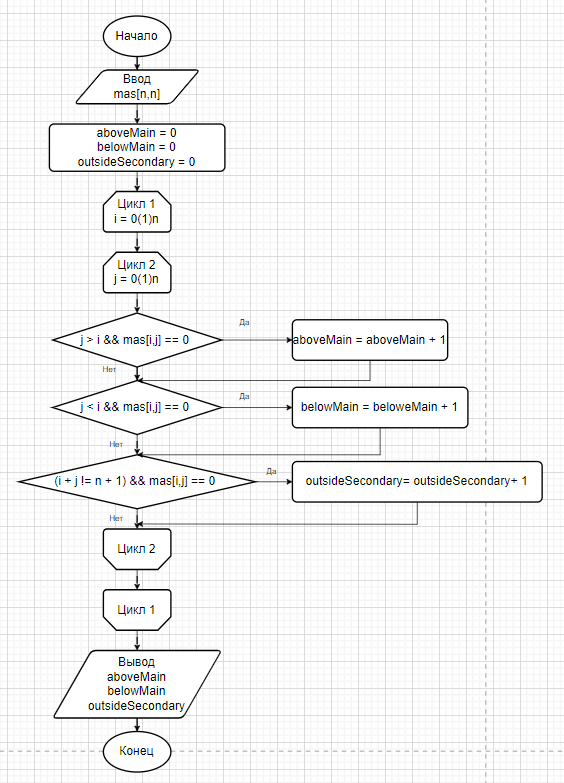 Начало
Ввод
mas[n,n]
aboveMain = 0
belowMain = 0
outsideSecondary = 0
Цикл 1
i = 0(1)n
Цикл 2
j = 0(1)n
j > i && mas[i,j] == 0
Да
aboveMain = aboveMain + 1
Нет
j < i && mas[i,j] == 0
Да
belowMain = beloweMain + 1
Нет
(i + j != n + 1) && mas[i,j] == 0
Да
outsideSecondary= outsideSecondary+ 1
Нет
Цикл 2
Цикл 1
Вывод
aboveMain
belowMain
outsideSecondary
Конец